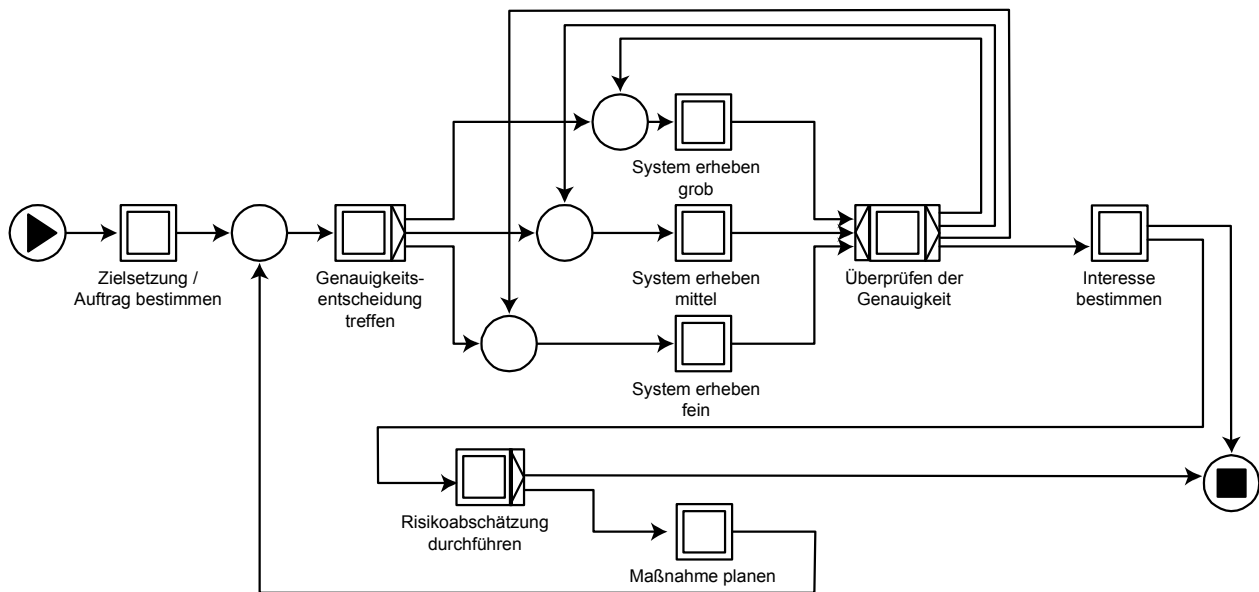 System erheben
grob
Zielsetzung /
Auftrag bestimmen
Genauigkeits-
entscheidung
treffen
System erheben
mittel
Überprüfen der
Genauigkeit
Interesse
bestimmen
System erheben
fein
Risikoabschätzung
durchführen
Maßnahme planen